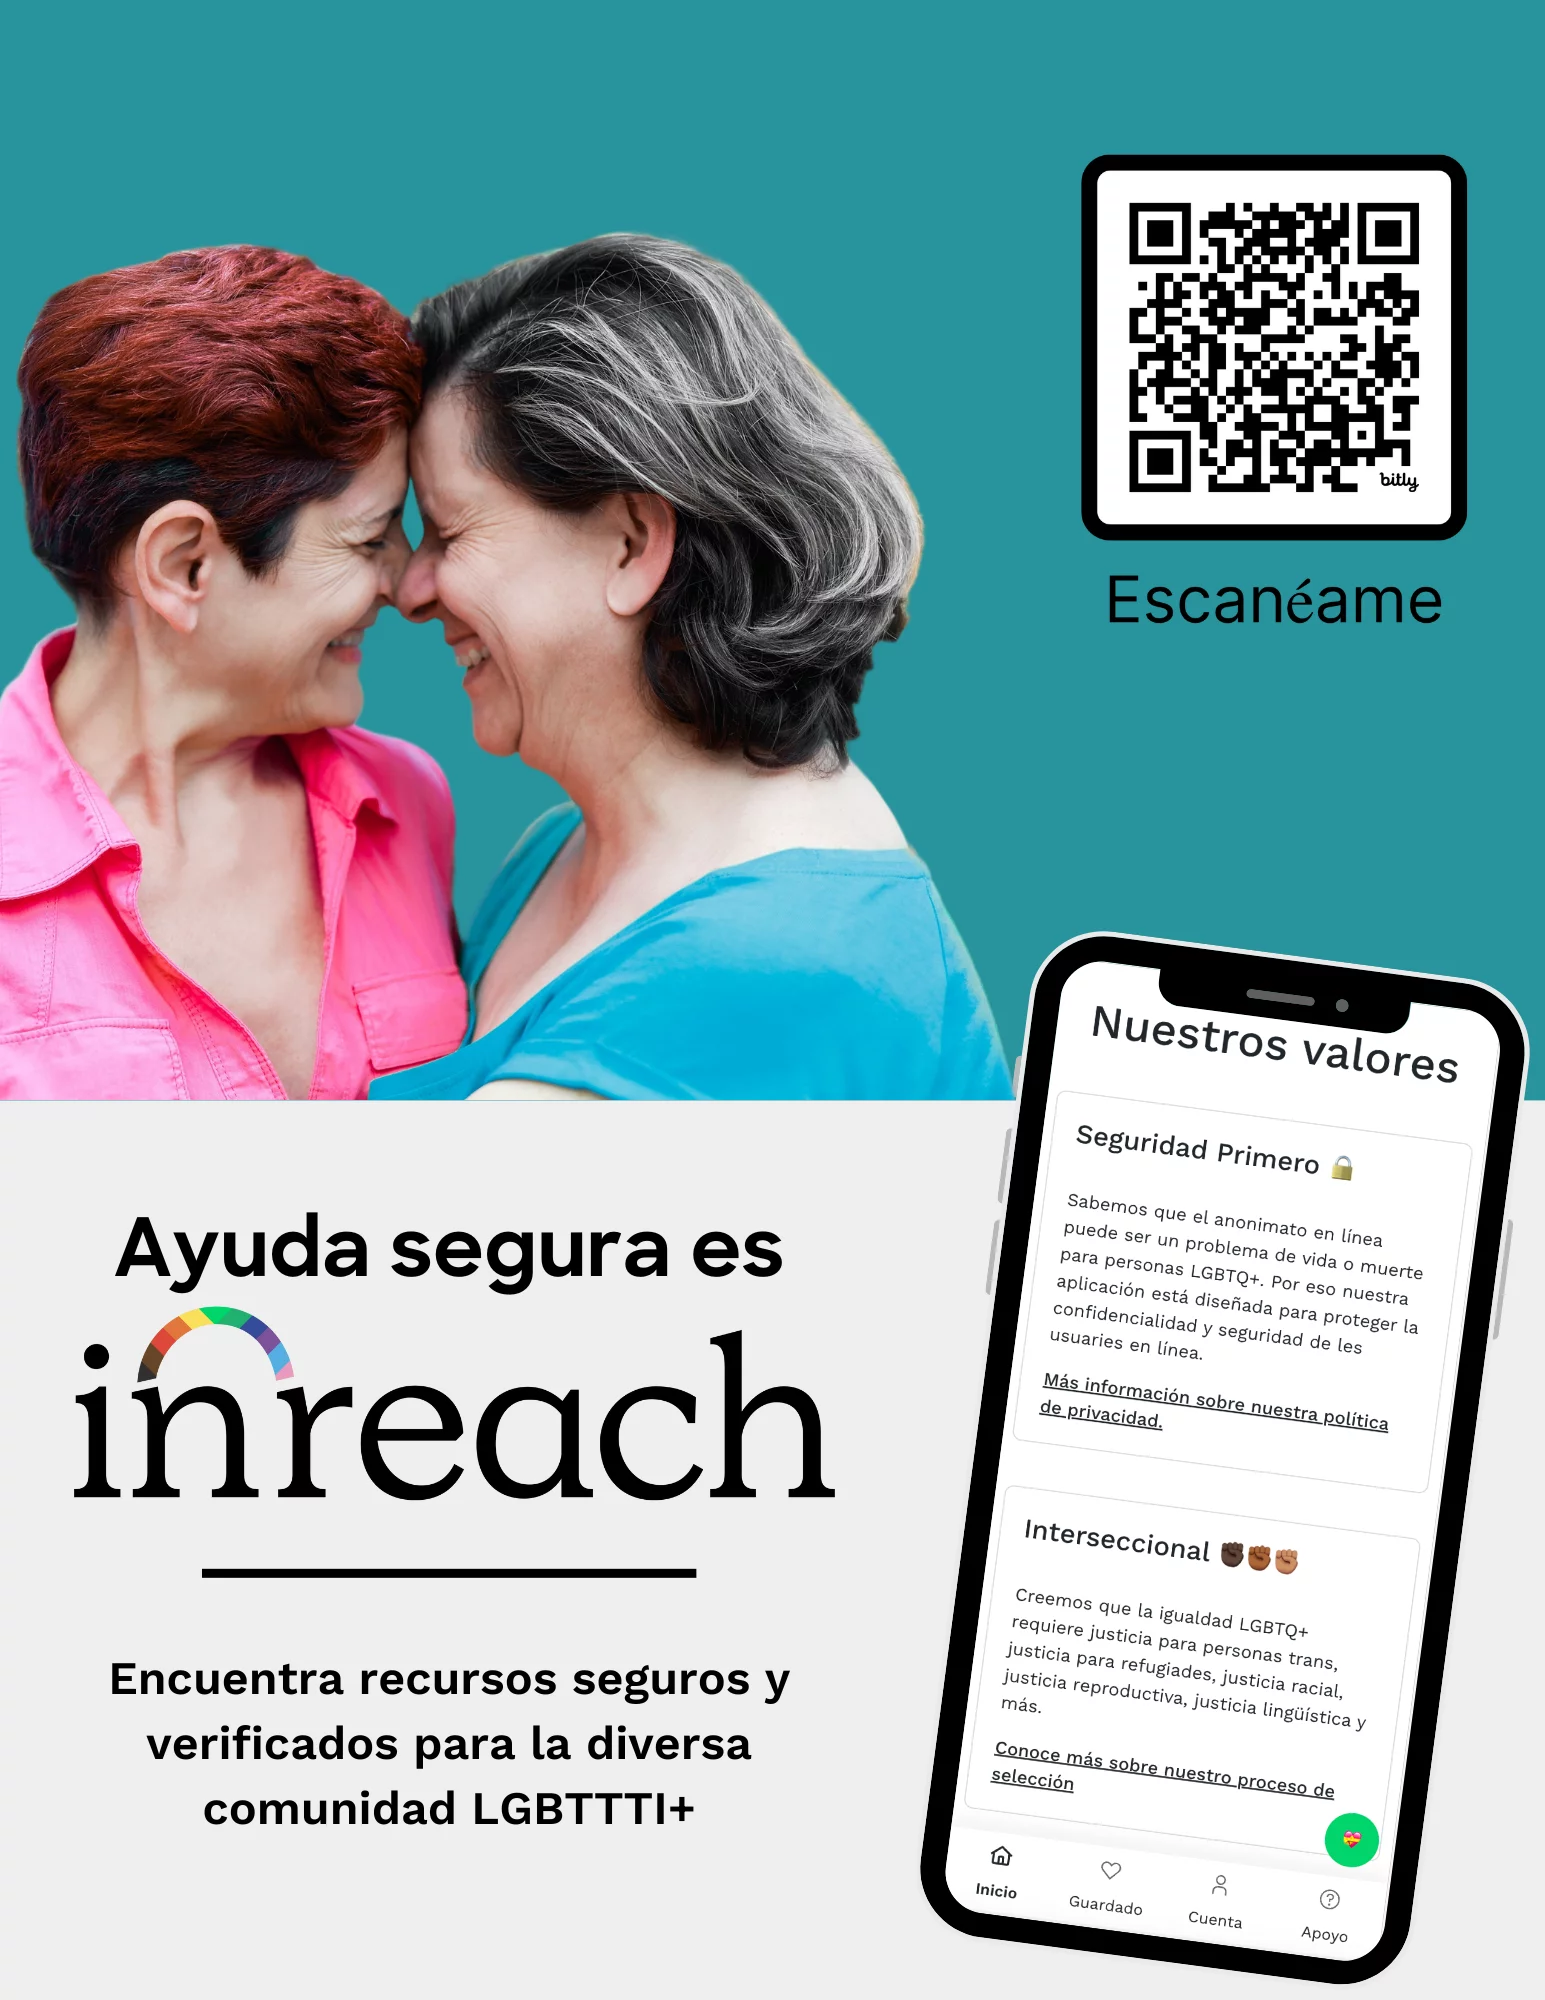 bitly
Escanéame
Nuestros valores
Seguridad Primero 🔒
Sabemos que el anonimato en línea
puede ser un problema de vida o muerte
para personas LGBTQ+. Por eso nuestra
aplicación está diseñada para proteger la
confidencialidad y seguridad de les
usuaries en línea.
Más información sobre nuestra política
de privacidad.
Interseccional ✊🏿✊🏾✊🏽
Creemos que la igualdad LGBTQ+
requiere justicia para personas trans,
justicia para refugiades, justicia racial,
justicia reproductiva, justicia lingüística y
más.
Conoce más sobre nuestro proceso de
selección
Inicio
Guardado
Cuenta
Apoyo
Ayuda segura es
inreach
Encuentra recursos seguros y
verificados para la diversa
comunidad LGBTTTI+